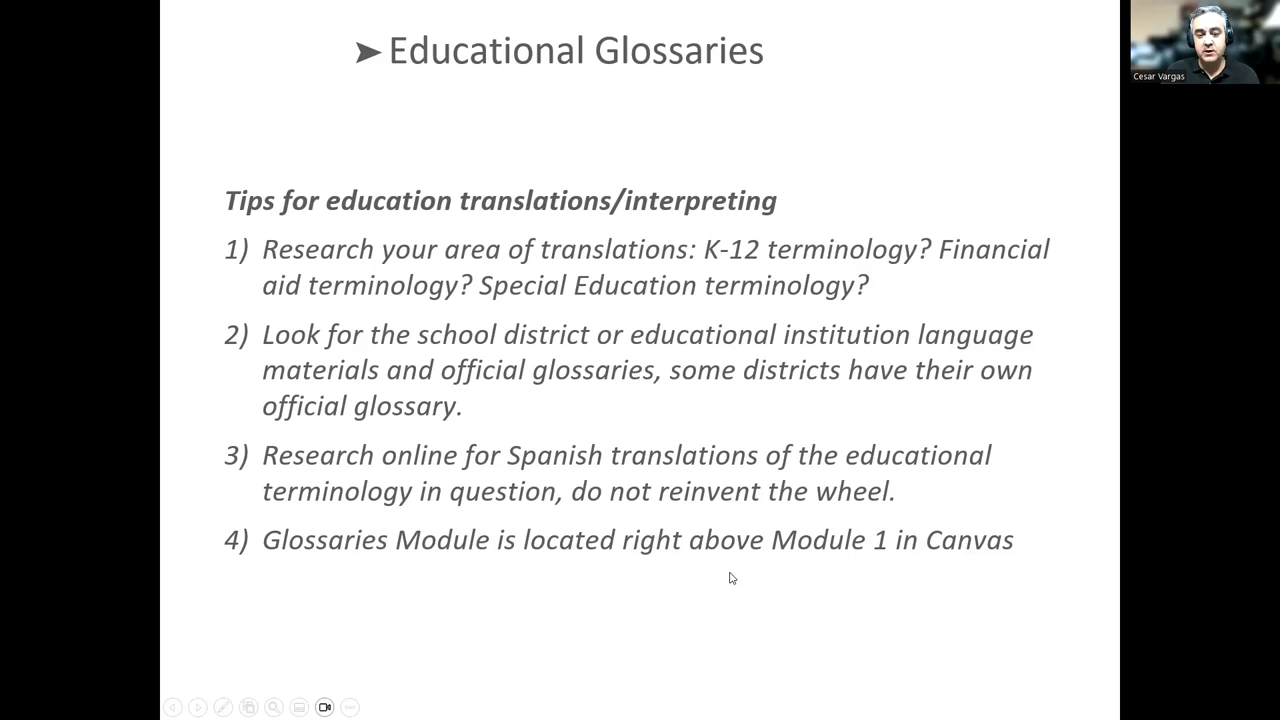 ➤Educational Glossaries
Cesar Vargas
Tips for education translations/interpreting
1) Research your area of translations: K-12 terminology? Financial
aid terminology? Special Education terminology?
2) Look for the school district or educational institution language
materials and official glossaries, some districts have their own
official glossary.
3) Research online for Spanish translations of the educational
terminology in question, do not reinvent the wheel.
4) Glossaries Module is located right above Module 1 in Canvas